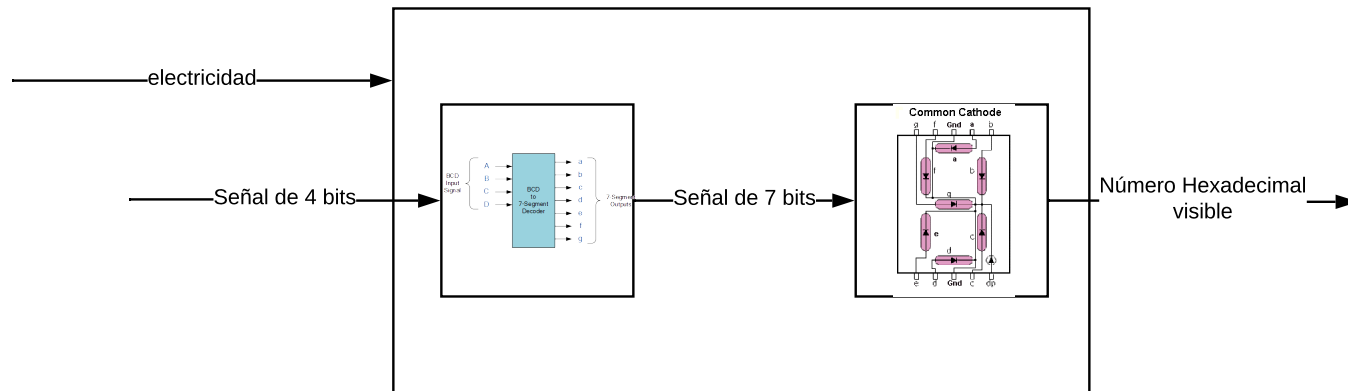 electricidad
Señal de 4 bits
BCD
Input
Signal
A
B
C
D
BCD
to
7-Segment
Decoder
a
b
c
d
e
f
g
7-Segment
Outputs
Señal de 7 bits
Common Cathode
g f Gnd a b
a
f b
g
e c
d
e d Gnd c dp
Número Hexadecimal
visible